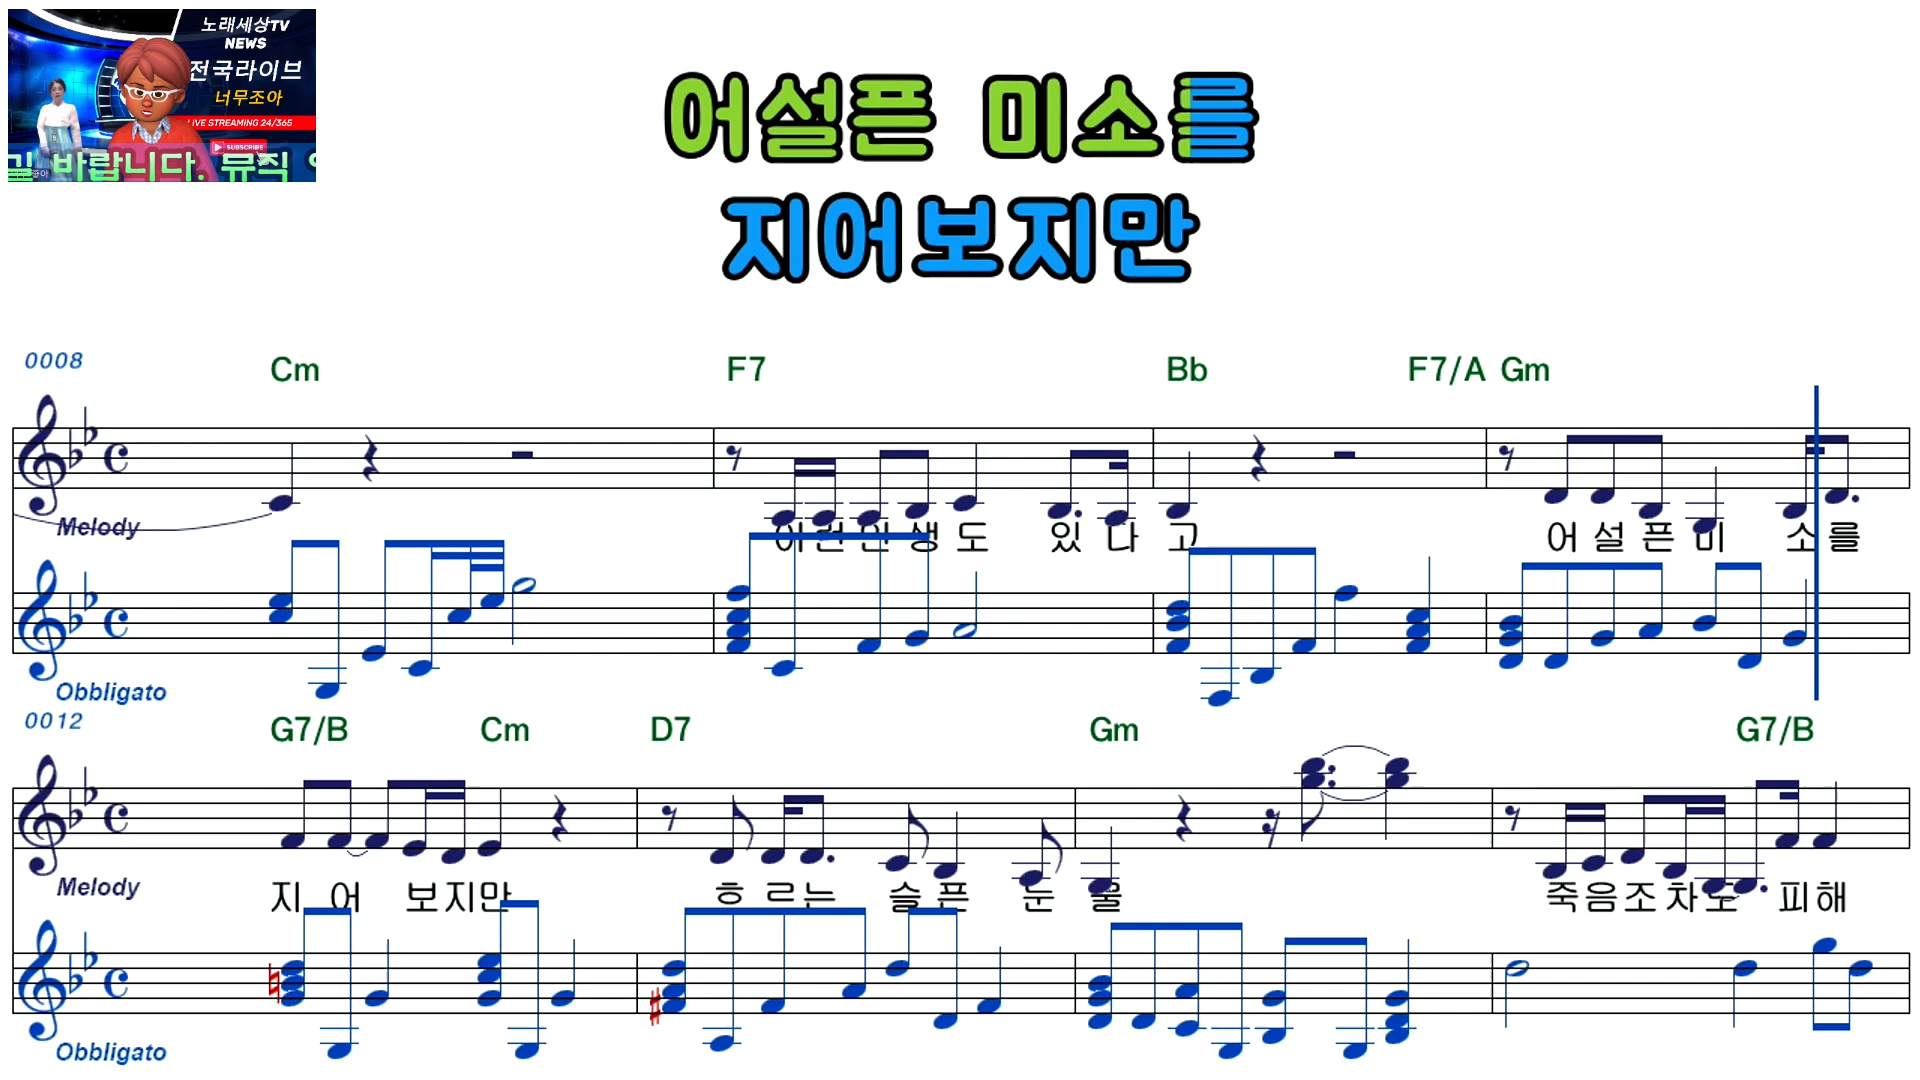 노래세상TV
NEWS
전국라이브
너무조아
LIVE STREAMING 24/365
SUBSCRIBE
바랍니다. 뮤직
어설픈 미소를
지어보지만
0008
Cm F7 Bb F7/A Gm
Melody
이런인생도 있다고 어설픈미 소를
Obbligato
0012
G7/B Cm D7 Gm G7/B
Melody
지어 보지만 흐르는 슬픈 눈물 죽음조차도 피해
Obbligato